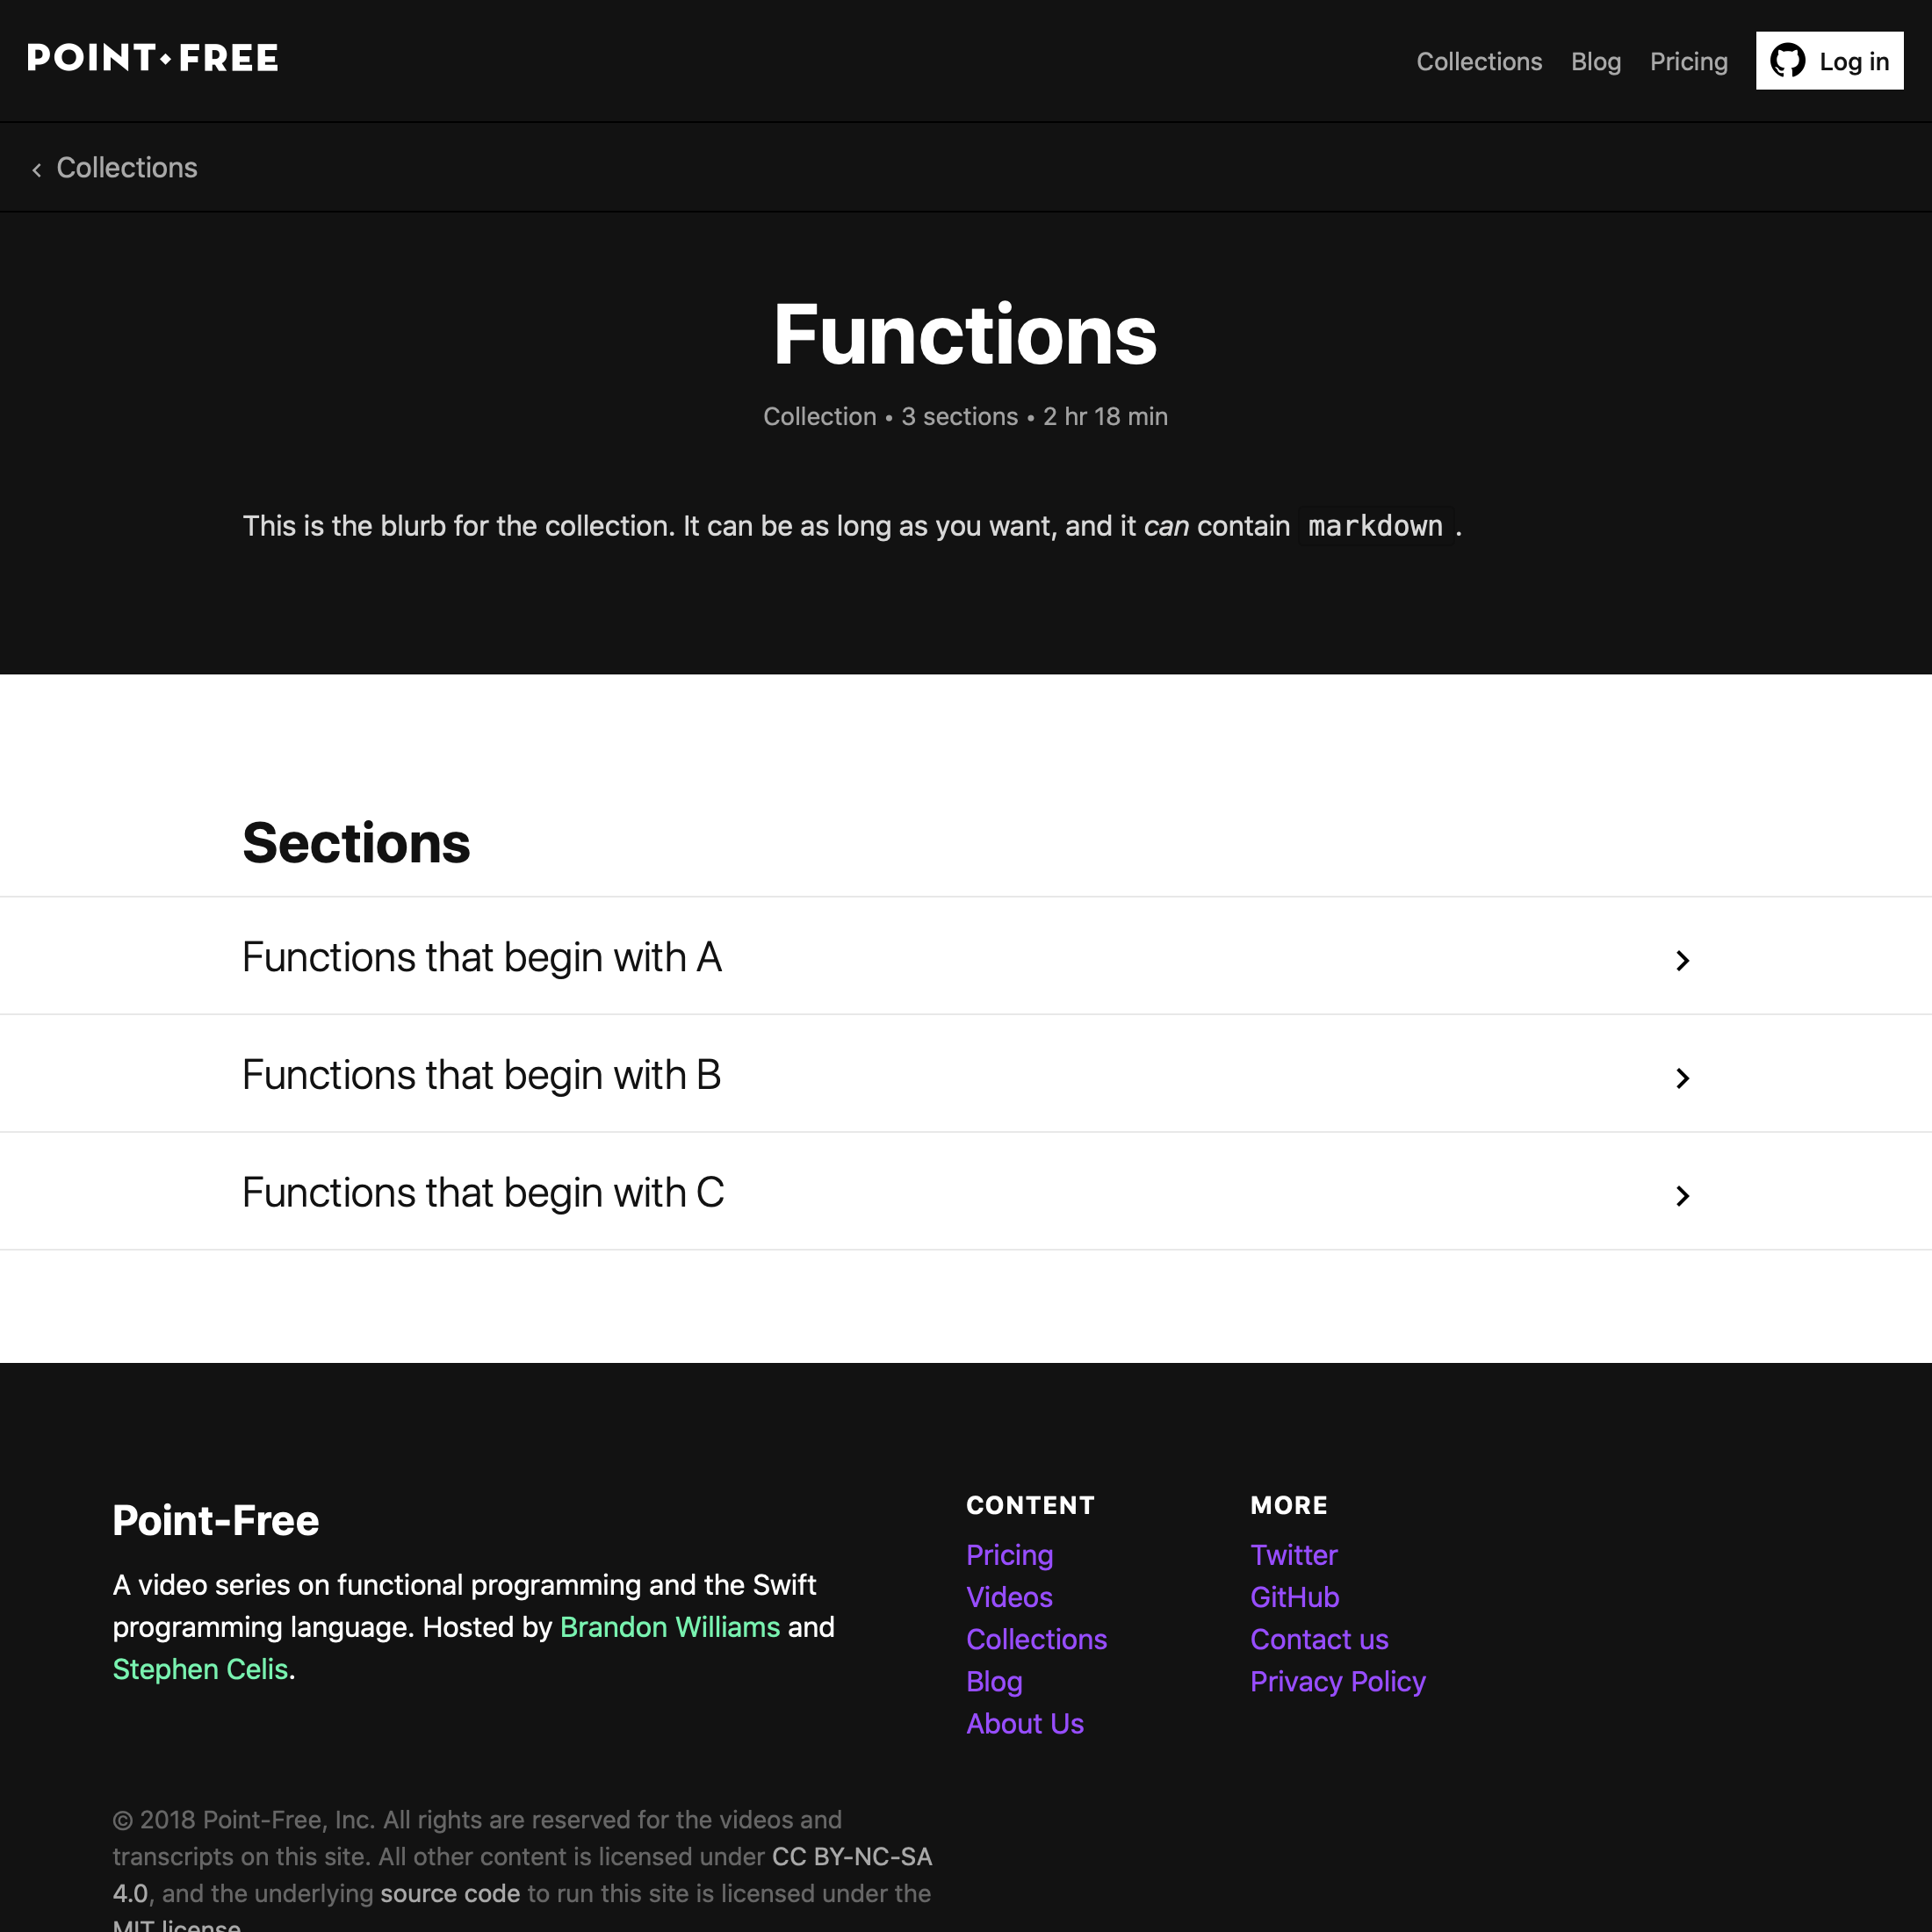 POINT⬥FREE
Collections Blog Pricing Log in
‹ Collections
Functions
Collection • 3 sections • 2 hr 18 min
This is the blurb for the collection. It can be as long as you want, and it can contain markdown .
Sections
Functions that begin with A
Functions that begin with B
Functions that begin with C
Point-Free
A video series on functional programming and the Swift
programming language. Hosted by Brandon Williams and
Stephen Celis.
CONTENT
Pricing
Videos
Collections
Blog
About Us
MORE
Twitter
GitHub
Contact us
Privacy Policy
© 2018 Point-Free, Inc. All rights are reserved for the videos and
transcripts on this site. All other content is licensed under CC BY-NC-SA
4.0, and the underlying source code to run this site is licensed under the
MIT license